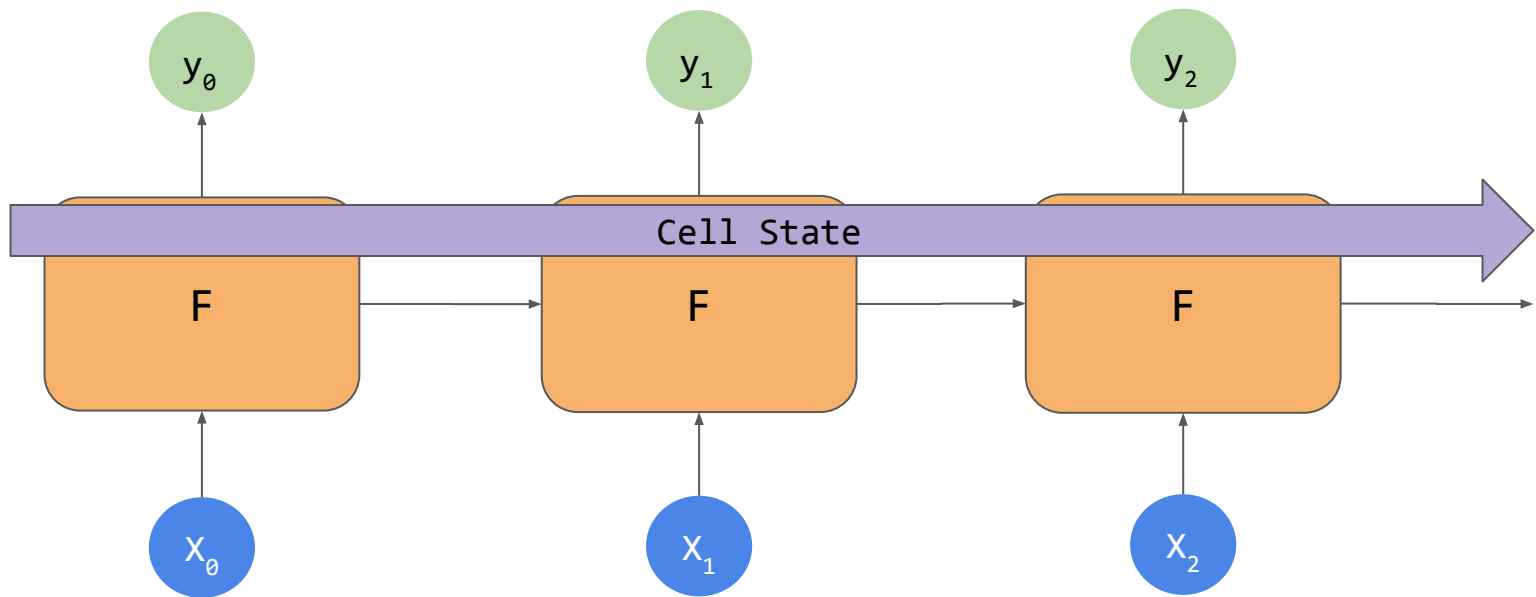 y₀ y₁ y₂
Cell State
F F F
X₀ X₁ X₂